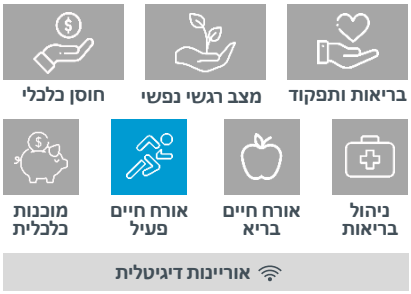 בריאות ותפקוד
מצב רגשי נפשי
חוסן כלכלי
ניהול
בריאות
אורח חיים
בריא
אורח חיים
פעיל
מוכנות
כלכלית
אוריינות דיגיטלית